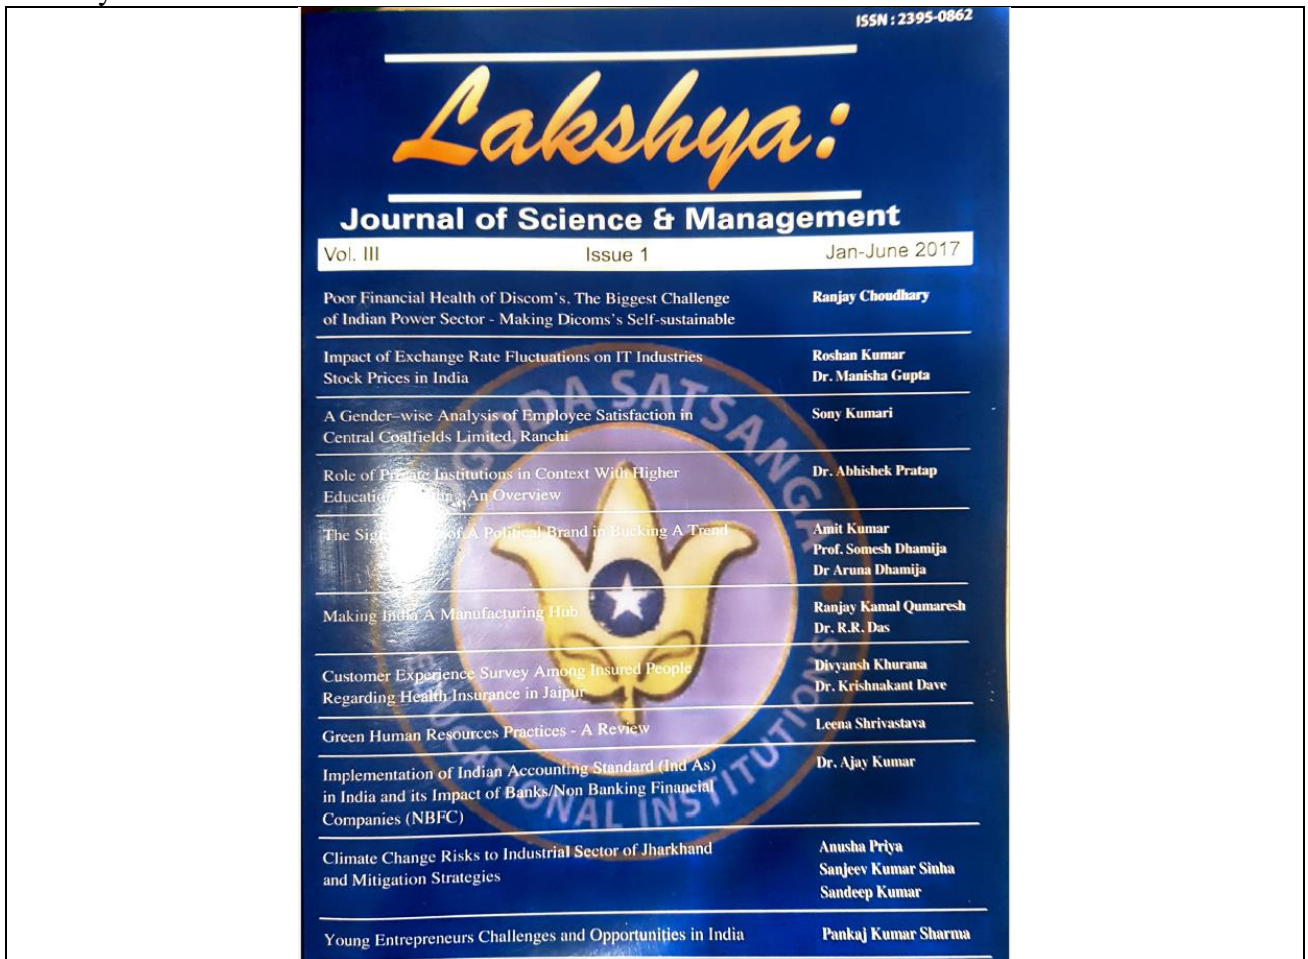 ISSN : 2395-0862
Lakshya:
Journal of Science & Management
Vol. III Issue 1 Jan-June 2017
Poor Financial Health of Discom's, The Biggest Challenge
of Indian Power Sector - Making Dicoms's Self-sustainable
Ranjay Choudhary
Impact of Exchange Rate Fluctuations on IT Industries
Stock Prices in India
Roshan Kumar
Dr. Manisha Gupta
A Gender-wise Analysis of Employee Satisfaction in
Central Coalfields Limited, Ranchi
Sony Kumari
Role of Private Institutions in Context With Higher
An Overview
Dr. Abhishek Pratap
The of A Political Brand in Bucking A Trend
Amit Kumar
Prof. Somesh Dhamija
Dr Aruna Dhamija
Making India A Manufacturing Hub
Ranjay Kamal Qumaresh
Dr. R.R. Das
Customer Experience Survey Among Insured People
Regarding Health Insurance in Jaipur
Divyansh Khurana
Dr. Krishnakant Dave
Green Human Resources Practices - A Review
Leena Shrivastava
Implementation of Indian Accounting Standard (Ind As)
in India and its Impact of Banks/Non Banking Financial
Companies (NBFC)
Dr. Ajay Kumar
Climate Change Risks to Industrial Sector of Jharkhand
and Mitigation Strategies
Anusha Priya
Sanjeev Kumar Sinha
Sandeep Kumar
Young Entrepreneurs Challenges and Opportunities in India
Pankaj Kumar Sharma
SATSANGA
EDUCATIONAL INSTITUTIONS